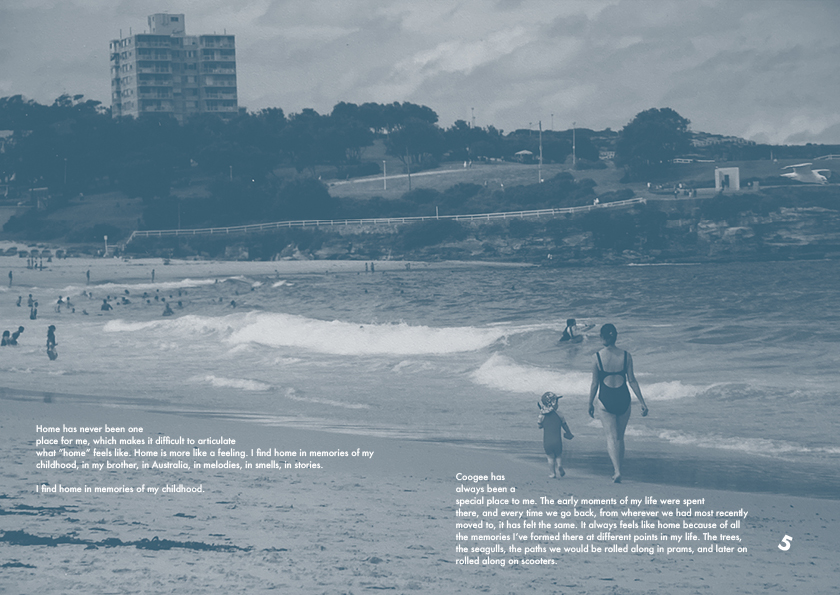 Home has never been one
place for me, which makes it difficult to articulate
what “home” feels like. Home is more like a feeling. I find home in memories of my
childhood, in my brother, in Australia, in melodies, in smells, in stories.
I find home in memories of my childhood.
Coogee has
always been a
special place to me. The early moments of my life were spent
there, and every time we go back, from wherever we had most recently
moved to, it has felt the same. It always feels like home because of all
the memories I’ve formed there at different points in my life. The trees,
the seagulls, the paths we would be rolled along in prams, and later on
rolled along on scooters.
5